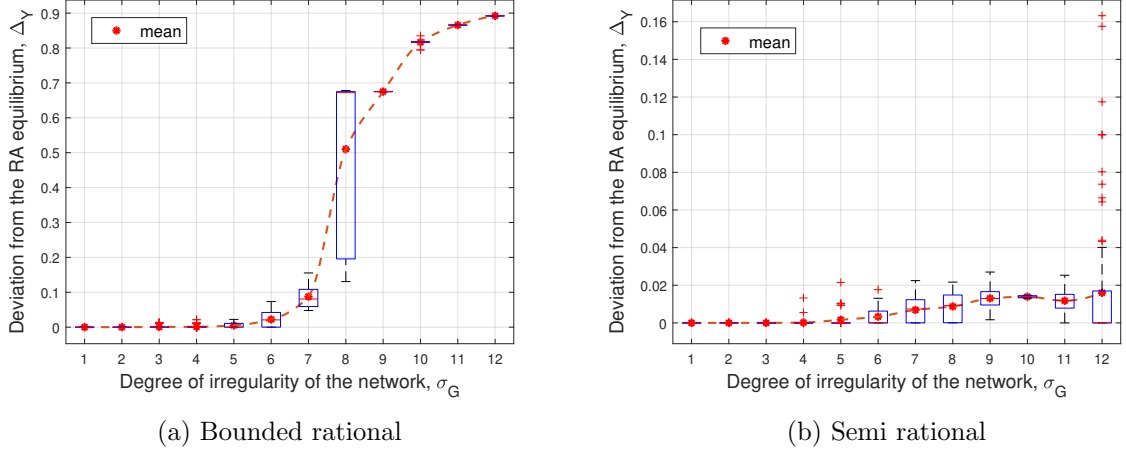 Deviation from the RA equilibrium, Δ_Y
0.9
0.8
0.7
0.6
0.5
0.4
0.3
0.2
0.1
0
mean
1 2 3 4 5 6 7 8 9 10 11 12
Degree of irregularity of the network, σ_G
(a) Bounded rational
Deviation from the RA equilibrium, Δ_Y
0.16
0.14
0.12
0.1
0.08
0.06
0.04
0.02
0
mean
1 2 3 4 5 6 7 8 9 10 11 12
Degree of irregularity of the network, σ_G
(b) Semi rational